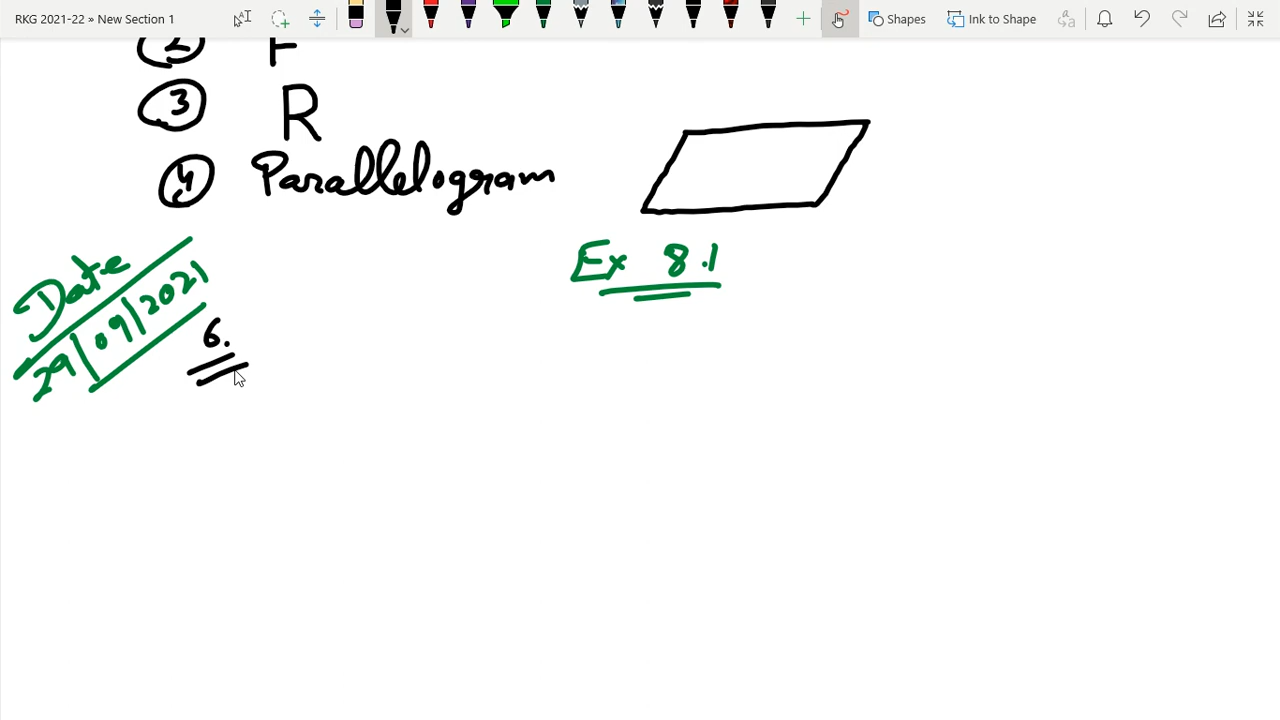 RKG 2021-22 » New Section 1
Shapes
Ink to Shape
2 F
3 R
4 Parallelogram
Ex 8.1
Date
29/09/2021
6.